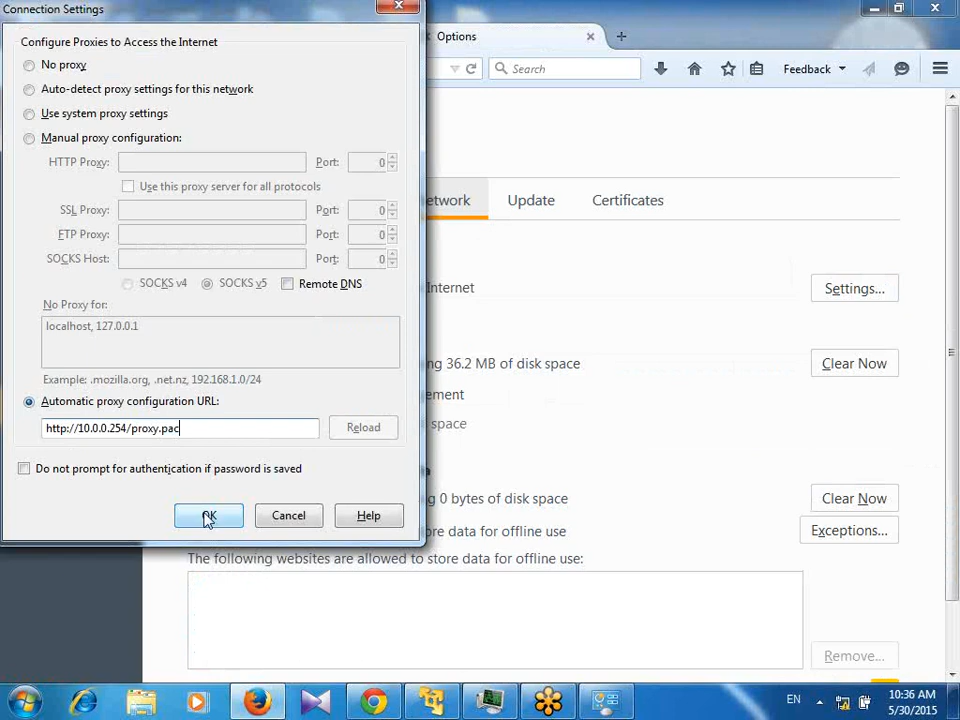 Connection Settings
Configure Proxies to Access the Internet
No proxy
Auto-detect proxy settings for this network
Use system proxy settings
Manual proxy configuration:
HTTP Proxy:
Port:
0
Use this proxy server for all protocols
SSL Proxy:
Port:
0
FTP Proxy:
Port:
0
SOCKS Host:
Port:
0
SOCKS v4
SOCKS v5
Remote DNS
No Proxy for:
localhost, 127.0.0.1
Example: .mozilla.org, .net.nz, 192.168.1.0/24
Automatic proxy configuration URL:
http://10.0.0.254/proxy.pac
Reload
Do not prompt for authentication if password is saved
OK
Cancel
Help
Options
Search
Feedback
etwork
Update
Certificates
Internet
Settings...
ng 36.2 MB of disk space
Clear Now
ement
space
ng 0 bytes of disk space
Clear Now
re data for offline use
Exceptions...
The following websites are allowed to store data for offline use:
Remove...
EN
10:36 AM
5/30/2015